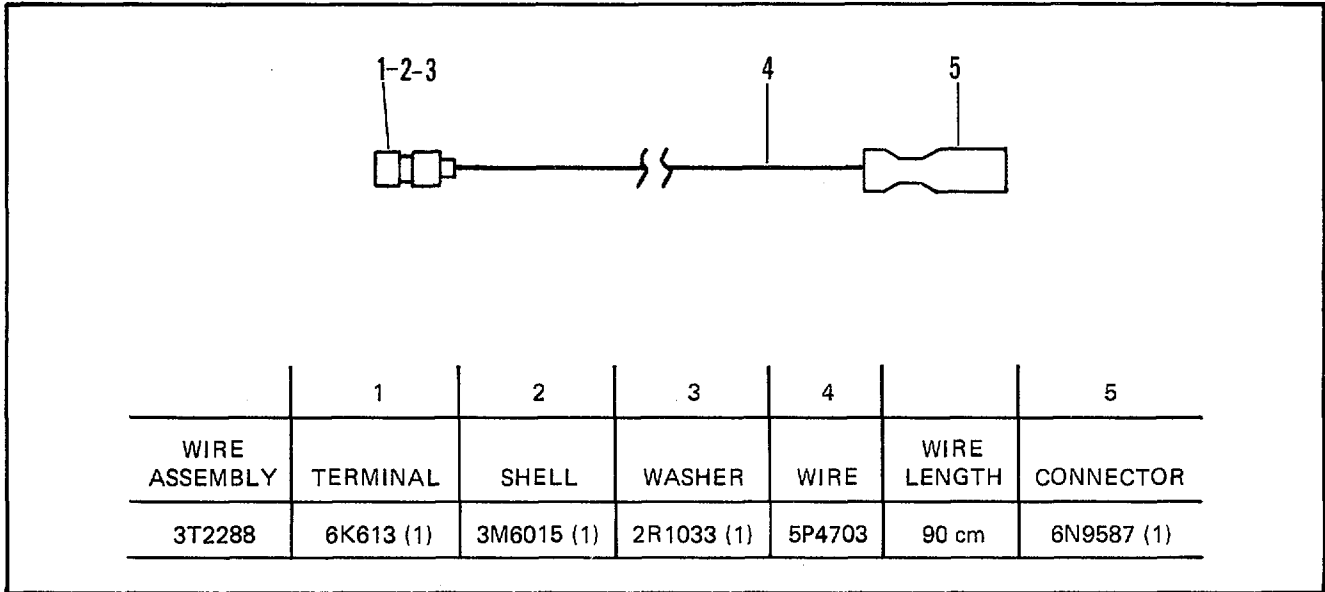 1-2-3 4 5
1 2 3 4 5
WIRE ASSEMBLY TERMINAL SHELL WASHER WIRE WIRE LENGTH CONNECTOR
3T2288 6K613 (1) 3M6015 (1) 2R1033 (1) 5P4703 90 cm 6N9587 (1)